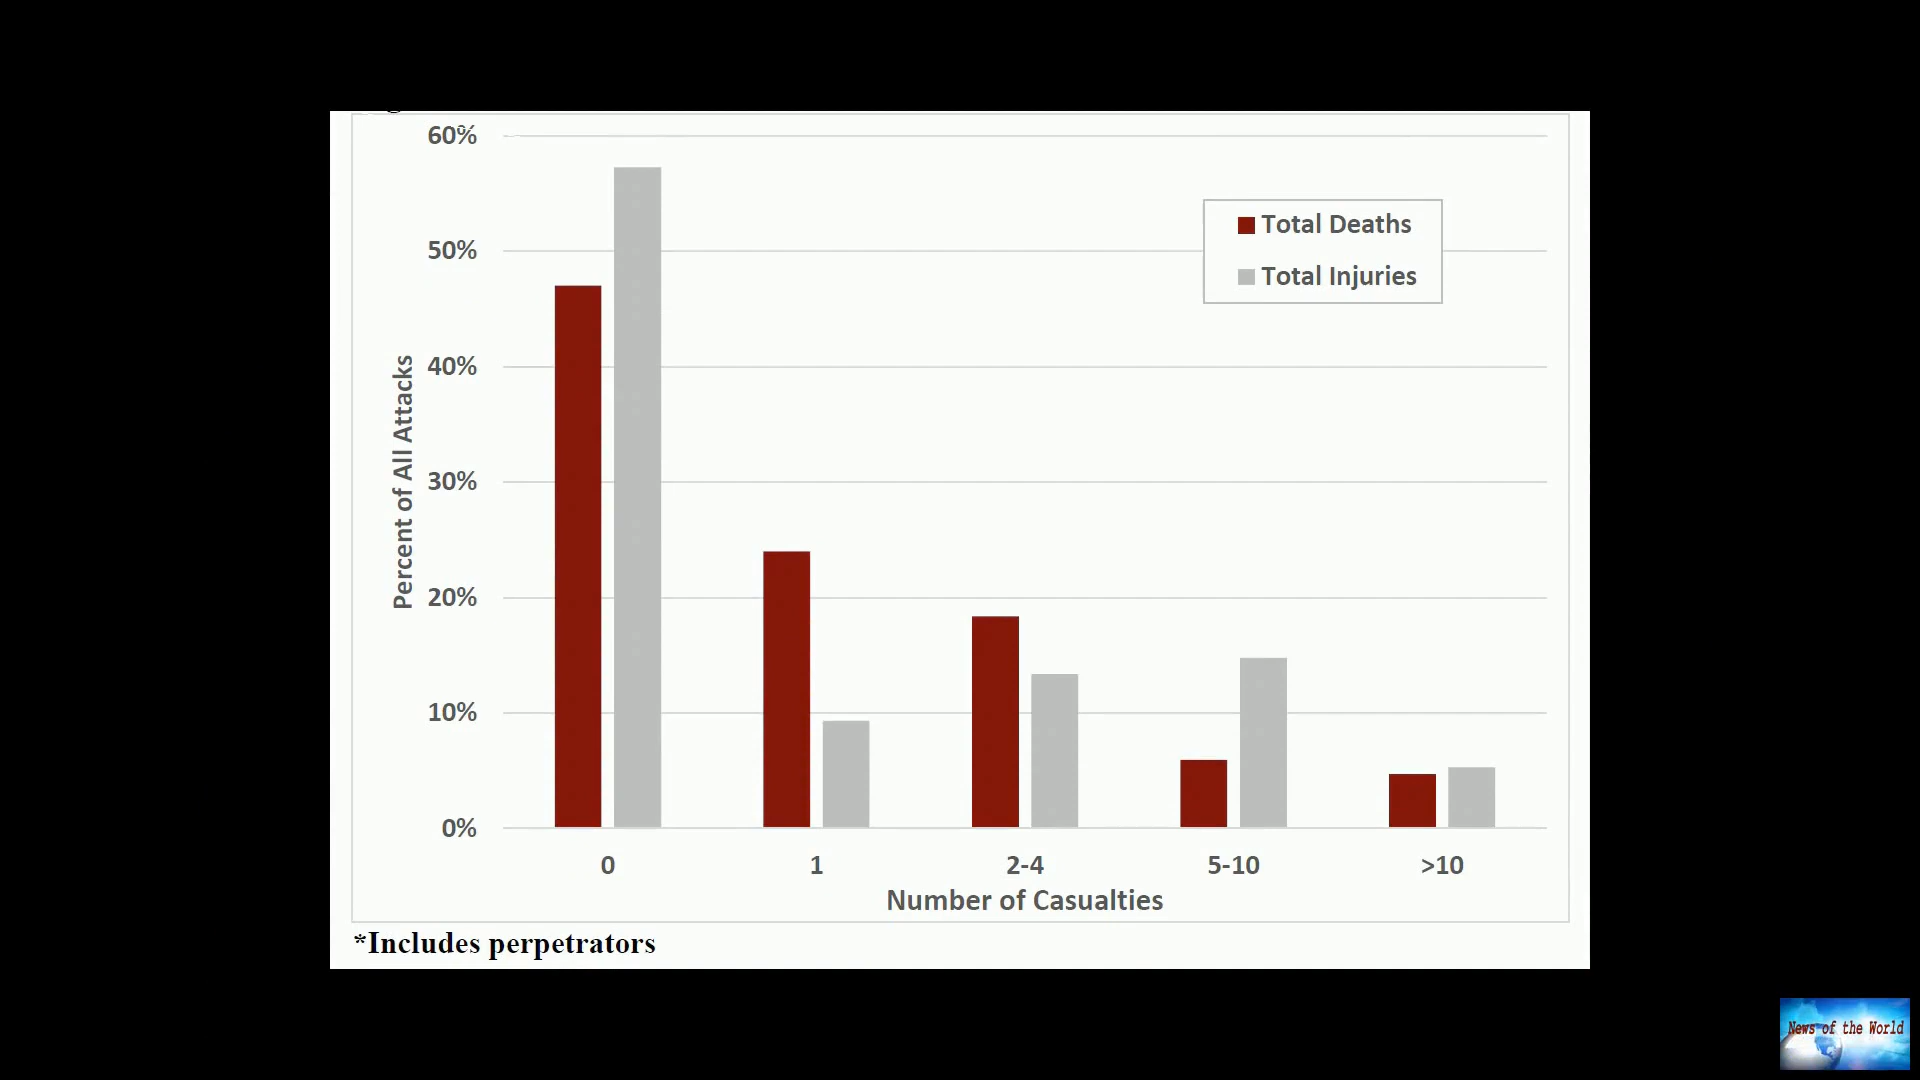 60%
50%
40%
30%
20%
10%
0%
Percent of All Attacks
Total Deaths
Total Injuries
0 1 2-4 5-10 >10
Number of Casualties
*Includes perpetrators
News of the World